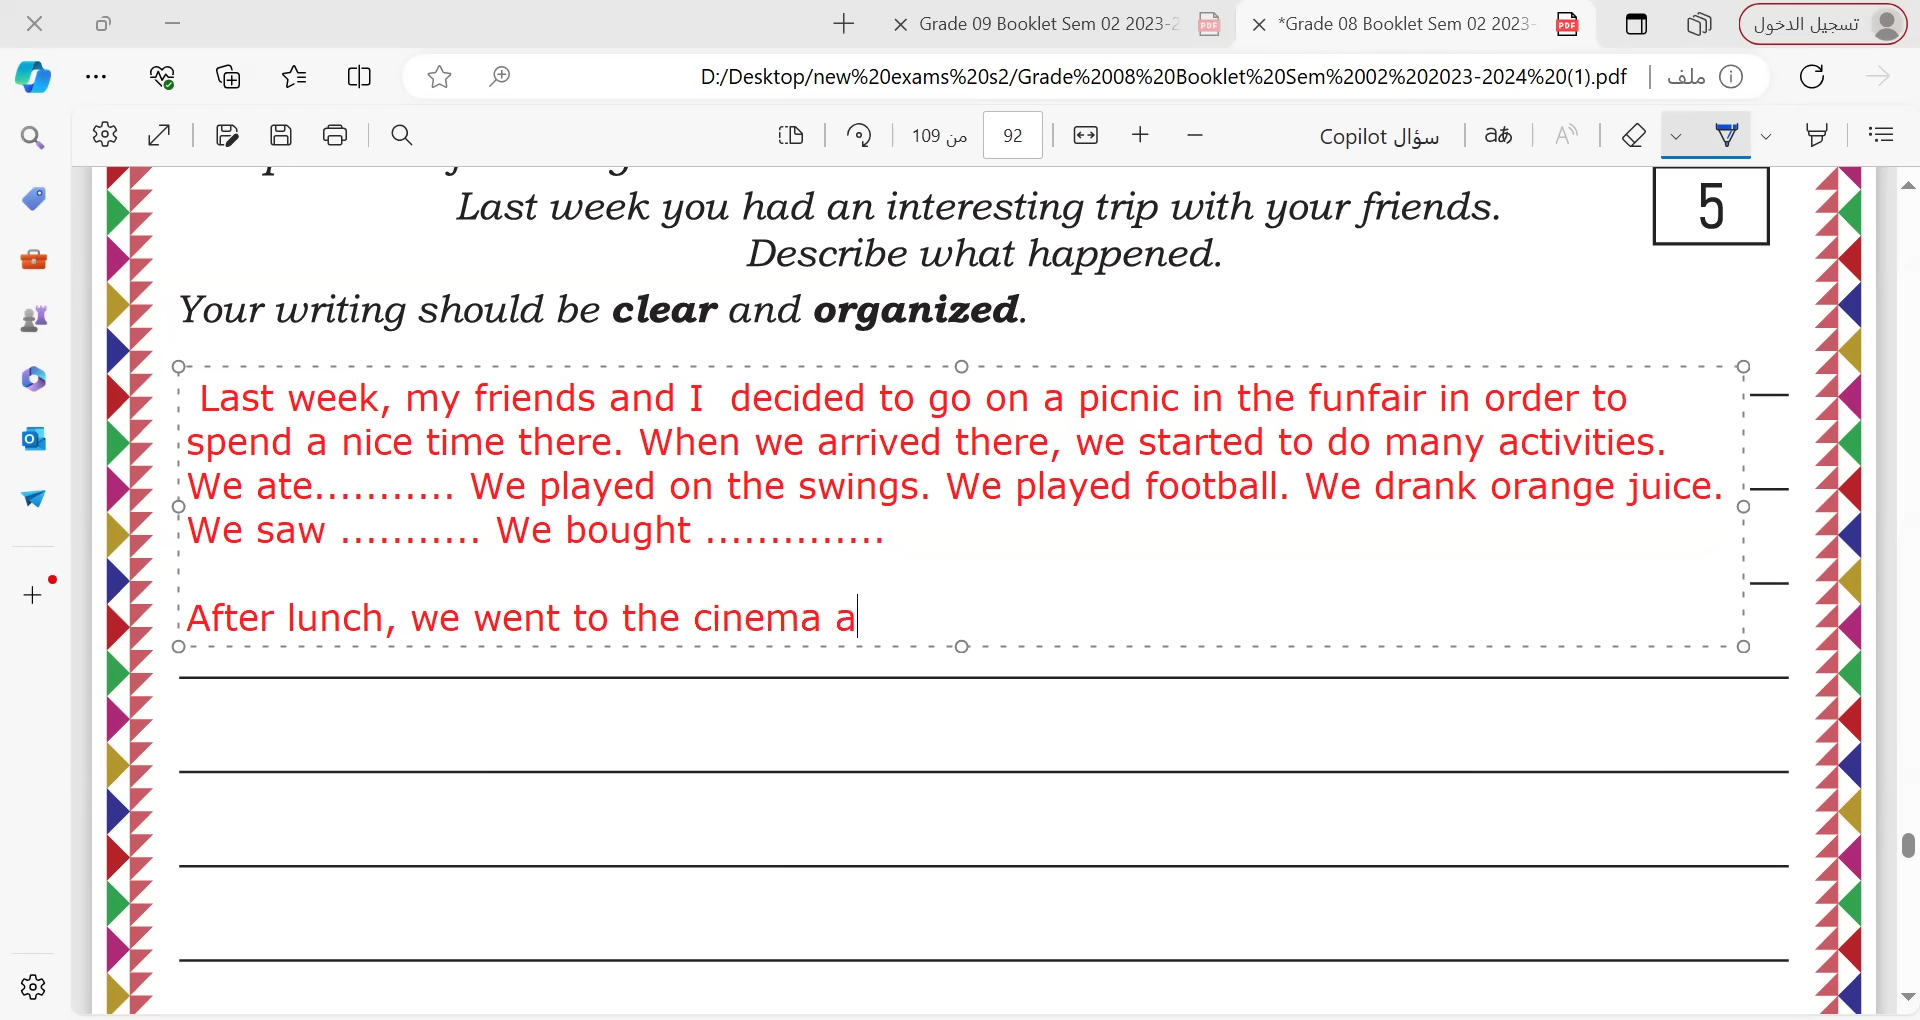 Grade 09 Booklet Sem 02 2023-2
*Grade 08 Booklet Sem 02 2023-
تسجيل الدخول
D:/Desktop/new%20exams%20s2/Grade%2008%20Booklet%20Sem%2002%202023-2024%20(1).pdf
ملف
من 109
92
سؤال Copilot
Last week you had an interesting trip with your friends.
5
Describe what happened.
Your writing should be clear and organized.
Last week, my friends and I decided to go on a picnic in the funfair in order to
spend a nice time there. When we arrived there, we started to do many activities.
We ate........... We played on the swings. We played football. We drank orange juice.
We saw ........... We bought ..............
After lunch, we went to the cinema a